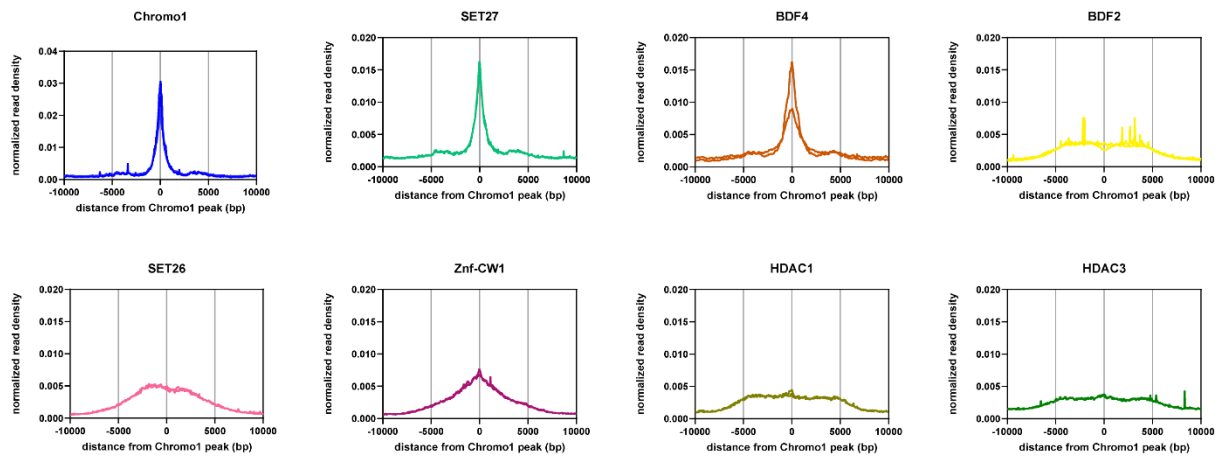 Chromo1
normalized read density
0.04
0.03
0.02
0.01
0.00
-10000 -5000 0 5000 10000
distance from Chromo1 peak (bp)
SET27
normalized read density
0.020
0.015
0.010
0.005
0.000
-10000 -5000 0 5000 10000
distance from Chromo1 peak (bp)
BDF4
normalized read density
0.020
0.015
0.010
0.005
0.000
-10000 -5000 0 5000 10000
distance from Chromo1 peak (bp)
BDF2
normalized read density
0.020
0.015
0.010
0.005
0.000
-10000 -5000 0 5000 10000
distance from Chromo1 peak (bp)
SET26
normalized read density
0.020
0.015
0.010
0.005
0.000
-10000 -5000 0 5000 10000
distance from Chromo1 peak (bp)
Znf-CW1
normalized read density
0.020
0.015
0.010
0.005
0.000
-10000 -5000 0 5000 10000
distance from Chromo1 peak (bp)
HDAC1
normalized read density
0.020
0.015
0.010
0.005
0.000
-10000 -5000 0 5000 10000
distance from Chromo1 peak (bp)
HDAC3
normalized read density
0.020
0.015
0.010
0.005
0.000
-10000 -5000 0 5000 10000
distance from Chromo1 peak (bp)